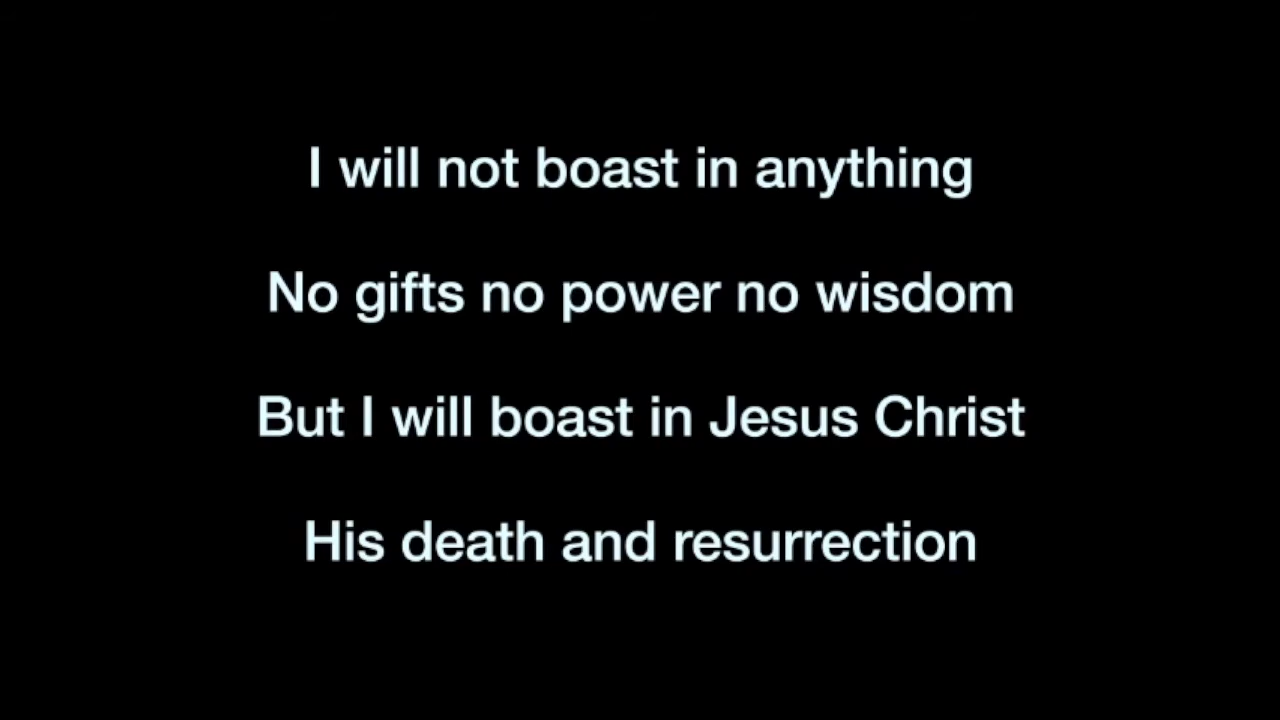 I will not boast in anything
No gifts no power no wisdom
But I will boast in Jesus Christ
His death and resurrection